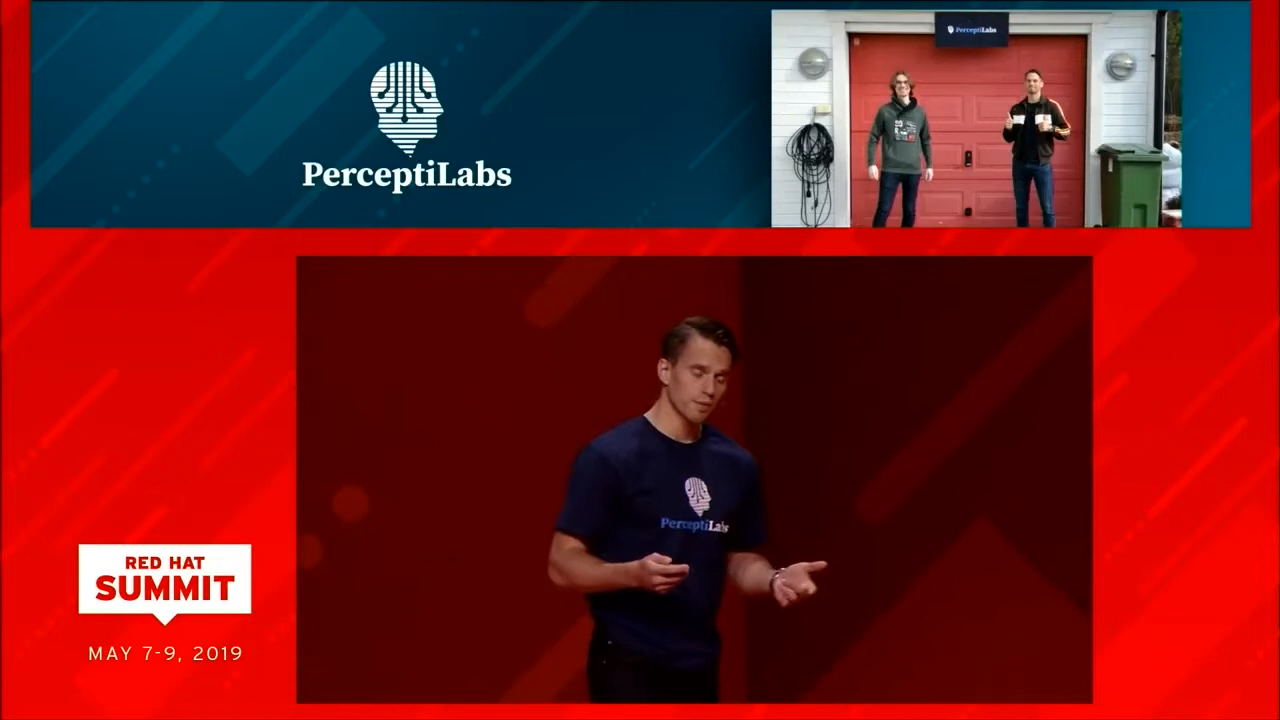 PerceptiLabs
PerceptiLabs
PerceptiLabs
RED HAT
SUMMIT
MAY 7-9, 2019